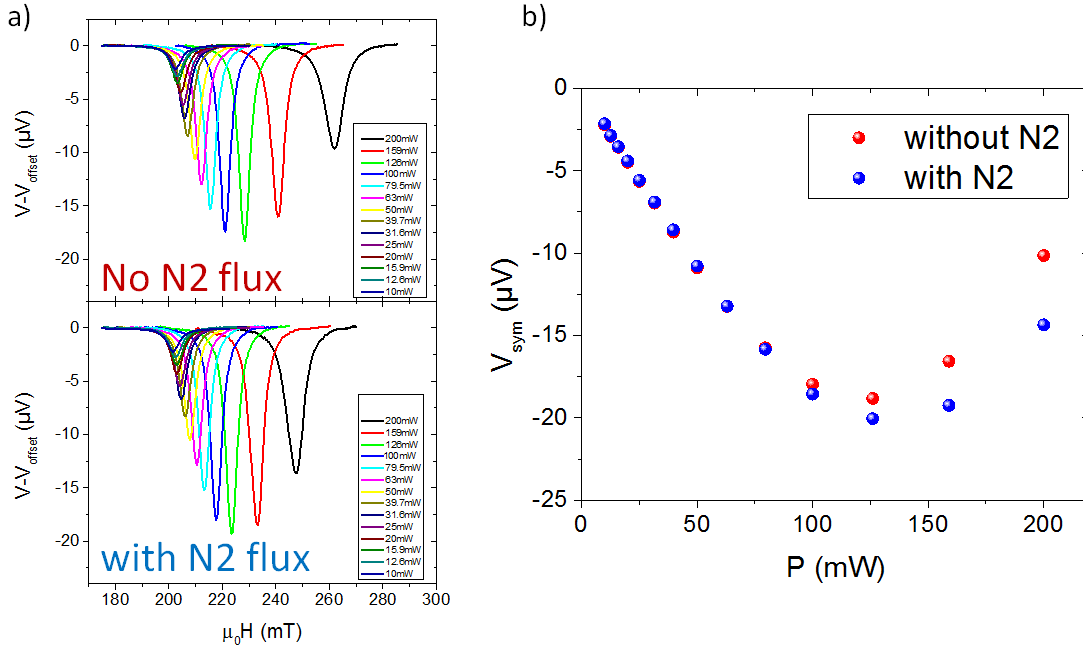 a)
b)
0
-5
-10
-15
-20
V-Voffset (µV)
200mW
159mW
126mW
100mW
79.5mW
63mW
50mW
39.7mW
31.6mW
25mW
20mW
15.9mW
12.6mW
10mW
No N2 flux
0
-5
-10
-15
-20
V-Voffset (µV)
200mW
159mW
126mW
100mW
79.5mW
63mW
50mW
39.7mW
31.6mW
25mW
20mW
15.9mW
12.6mW
10mW
with N2 flux
180 200 220 240 260 280 300
µ0H (mT)
0
-5
-10
-15
-20
-25
Vsym (µV)
without N2
with N2
0 50 100 150 200
P (mW)